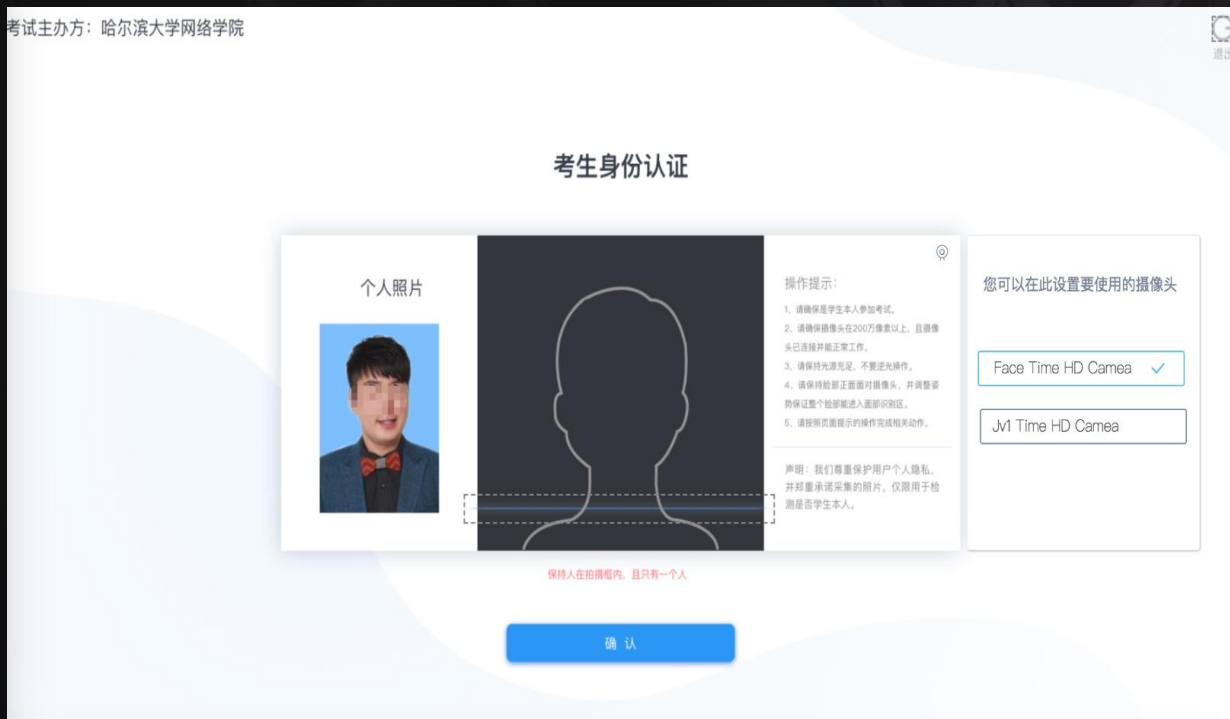 考试主办方：哈尔滨大学网络学院
退出
考生身份认证
个人照片
操作提示：
1、请确保是学生本人参加考试。
2、请确保摄像头在200万像素以上，且摄像
头已连接并能正常工作。
3、请保持光源充足、不要逆光操作。
4、请保持脸部正面面对摄像头，并调整姿
势保证整个脸部能进入面部识别区。
5、请按照页面提示的操作完成相关动作。
声明：我们尊重保护用户个人隐私，
并郑重承诺采集的照片，仅限用于检
测是否学生本人。
您可以在此设置要使用的摄像头
Face Time HD Camea
Jv1 Time HD Camea
保持人在拍摄框内，且只有一个人
确 认